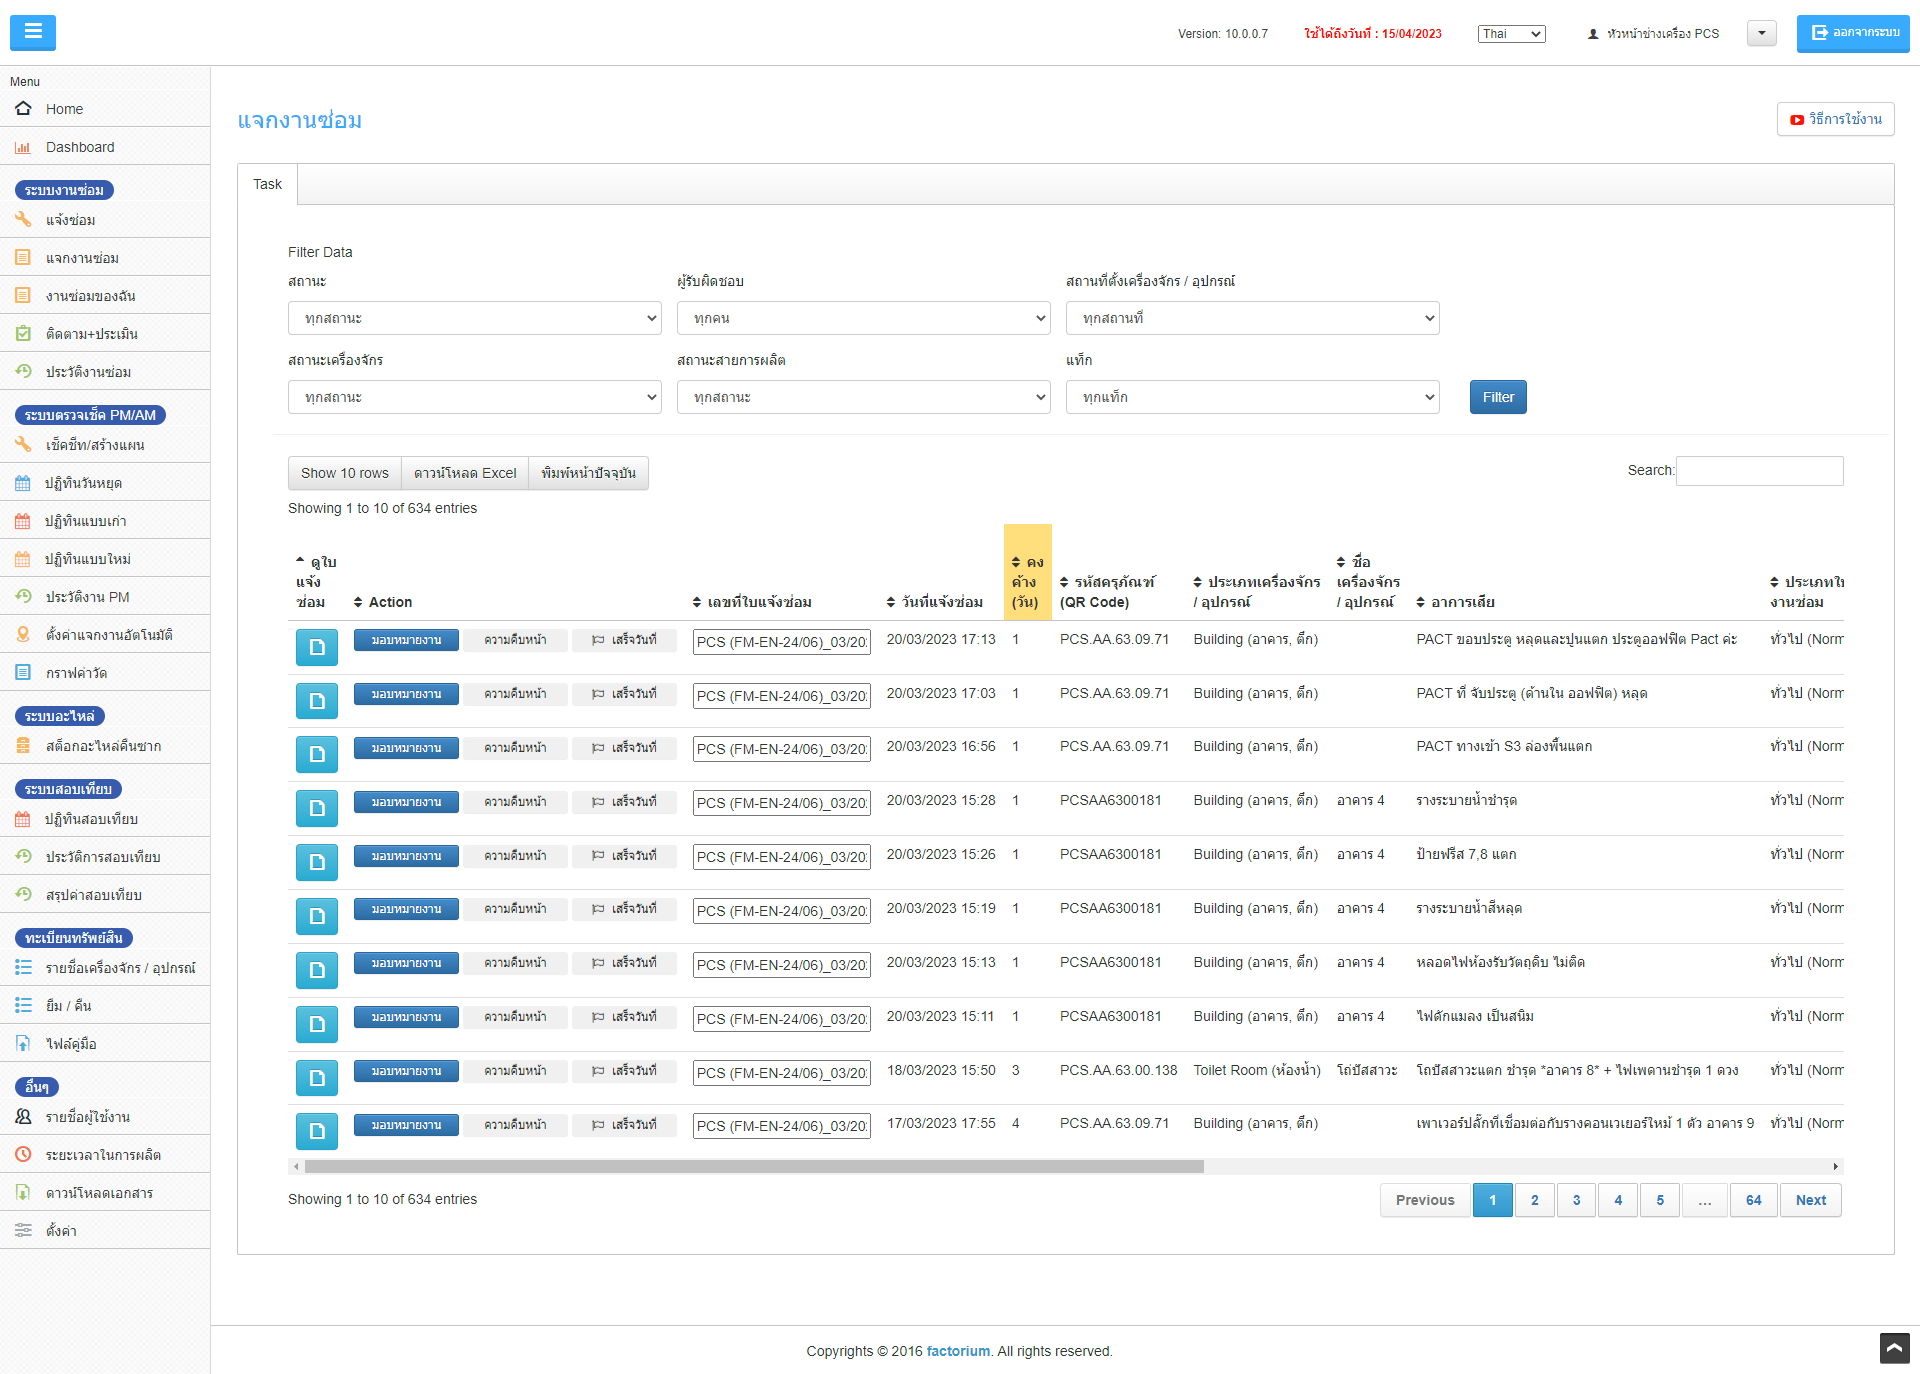 Version: 10.0.0.7
ใช้ได้ถึงวันที่ : 15/04/2023
Thai
หัวหน้าช่างเครื่อง PCS
ออกจากระบบ
Menu
Home
Dashboard
ระบบงานซ่อม
แจ้งซ่อม
แจกงานซ่อม
งานซ่อมของฉัน
ติดตาม+ประเมิน
ประวัติงานซ่อม
ระบบตรวจเช็ค PM/AM
เช็คชีท/สร้างแผน
ปฏิทินวันหยุด
ปฏิทินแบบเก่า
ปฏิทินแบบใหม่
ประวัติงาน PM
ตั้งค่าแจกงานอัตโนมัติ
กราฟค่าวัด
ระบบอะไหล่
สต็อกอะไหล่คืนซาก
ระบบสอบเทียบ
ปฏิทินสอบเทียบ
ประวัติการสอบเทียบ
สรุปค่าสอบเทียบ
ทะเบียนทรัพย์สิน
รายชื่อเครื่องจักร / อุปกรณ์
ยืม / คืน
ไฟล์คู่มือ
อื่นๆ
รายชื่อผู้ใช้งาน
ระยะเวลาในการผลิต
ดาวน์โหลดเอกสาร
ตั้งค่า
แจกงานซ่อม
วิธีการใช้งาน
Task
Filter Data
สถานะ ผู้รับผิดชอบ สถานที่ตั้งเครื่องจักร / อุปกรณ์
ทุกสถานะ ทุกคน ทุกสถานที่
สถานะเครื่องจักร สถานะสายการผลิต แท็ก
ทุกสถานะ ทุกสถานะ ทุกแท็ก Filter
Show 10 rows ดาวน์โหลด Excel พิมพ์หน้าปัจจุบัน Search:
Showing 1 to 10 of 634 entries
ดูใบ คง ชื่อ
แจ้ง ค้าง รหัสครุภัณฑ์ ประเภทเครื่องจักร เครื่องจักร ประเภทใบ
ซ่อม Action เลขที่ใบแจ้งซ่อม วันที่แจ้งซ่อม (วัน) (QR Code) / อุปกรณ์ / อุปกรณ์ อาการเสีย งานซ่อม
มอบหมายงาน ความคืบหน้า เสร็จวันที่ PCS (FM-EN-24/06)_03/202 20/03/2023 17:13 1 PCS.AA.63.09.71 Building (อาคาร, ตึก) PACT ขอบประตู หลุดและปูนแตก ประตูออฟฟิต Pact ค่ะ ทั่วไป (Norm
มอบหมายงาน ความคืบหน้า เสร็จวันที่ PCS (FM-EN-24/06)_03/202 20/03/2023 17:03 1 PCS.AA.63.09.71 Building (อาคาร, ตึก) PACT ที่ จับประตู (ด้านใน ออฟฟิต) หลุด ทั่วไป (Norm
มอบหมายงาน ความคืบหน้า เสร็จวันที่ PCS (FM-EN-24/06)_03/202 20/03/2023 16:56 1 PCS.AA.63.09.71 Building (อาคาร, ตึก) PACT ทางเข้า S3 ล่องพื้นแตก ทั่วไป (Norm
มอบหมายงาน ความคืบหน้า เสร็จวันที่ PCS (FM-EN-24/06)_03/202 20/03/2023 15:28 1 PCSAA6300181 Building (อาคาร, ตึก) อาคาร 4 รางระบายน้ำชำรุด ทั่วไป (Norm
มอบหมายงาน ความคืบหน้า เสร็จวันที่ PCS (FM-EN-24/06)_03/202 20/03/2023 15:26 1 PCSAA6300181 Building (อาคาร, ตึก) อาคาร 4 ป้ายฟรีส 7,8 แตก ทั่วไป (Norm
มอบหมายงาน ความคืบหน้า เสร็จวันที่ PCS (FM-EN-24/06)_03/202 20/03/2023 15:19 1 PCSAA6300181 Building (อาคาร, ตึก) อาคาร 4 รางระบายน้ำสีหลุด ทั่วไป (Norm
มอบหมายงาน ความคืบหน้า เสร็จวันที่ PCS (FM-EN-24/06)_03/202 20/03/2023 15:13 1 PCSAA6300181 Building (อาคาร, ตึก) อาคาร 4 หลอดไฟห้องรับวัตถุดิบ ไม่ติด ทั่วไป (Norm
มอบหมายงาน ความคืบหน้า เสร็จวันที่ PCS (FM-EN-24/06)_03/202 20/03/2023 15:11 1 PCSAA6300181 Building (อาคาร, ตึก) อาคาร 4 ไฟดักแมลง เป็นสนิม ทั่วไป (Norm
มอบหมายงาน ความคืบหน้า เสร็จวันที่ PCS (FM-EN-24/06)_03/202 18/03/2023 15:50 3 PCS.AA.63.00.138 Toilet Room (ห้องน้ำ) โถปัสสาวะ โถปัสสาวะแตก ชำรุด *อาคาร 8* + ไฟเพดานชำรุด 1 ดวง ทั่วไป (Norm
มอบหมายงาน ความคืบหน้า เสร็จวันที่ PCS (FM-EN-24/06)_03/202 17/03/2023 17:55 4 PCS.AA.63.09.71 Building (อาคาร, ตึก) เพาเวอร์ปลั๊กที่เชื่อมต่อกับรางคอนเวเยอร์ใหม่ 1 ตัว อาคาร 9 ทั่วไป (Norm
Showing 1 to 10 of 634 entries Previous 1 2 3 4 5 … 64 Next
Copyrights © 2016 factorium. All rights reserved.